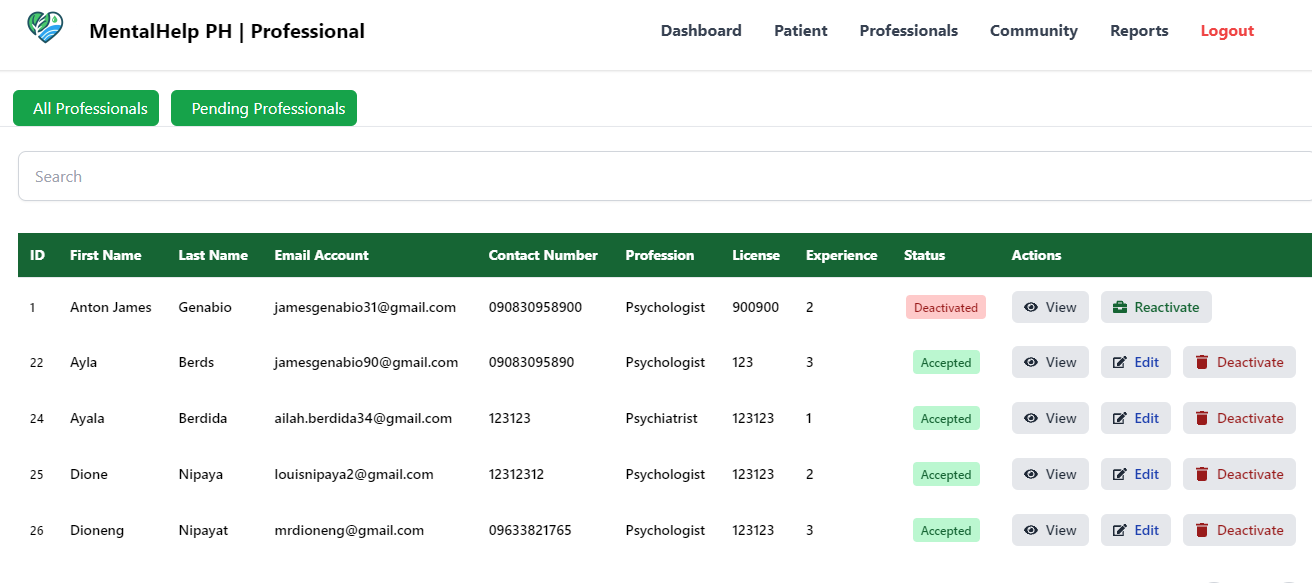 MentalHelp PH | Professional Dashboard Patient Professionals Community Reports Logout
All Professionals Pending Professionals
Search
ID First Name Last Name Email Account Contact Number Profession License Experience Status Actions
1 Anton James Genabio jamesgenabio31@gmail.com 090830958900 Psychologist 900900 2 Deactivated View Reactivate
22 Ayla Berds jamesgenabio90@gmail.com 09083095890 Psychologist 123 3 Accepted View Edit Deactivate
24 Ayala Berdida ailah.berdida34@gmail.com 123123 Psychiatrist 123123 1 Accepted View Edit Deactivate
25 Dione Nipaya louisnipaya2@gmail.com 12312312 Psychologist 123123 2 Accepted View Edit Deactivate
26 Dioneng Nipayat mrdioneng@gmail.com 09633821765 Psychologist 123123 3 Accepted View Edit Deactivate